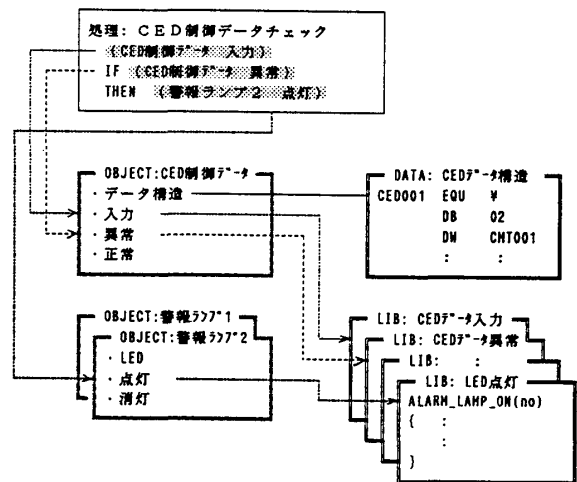 処理: ＣＥＤ制御データチェック
(CED制御ﾃﾞｰﾀ 入力)
IF (CED制御ﾃﾞｰﾀ 異常)
THEN (警報ランプ２ 点灯)
OBJECT:CED制御ﾃﾞｰﾀ
・データ構造
・入力
・異常
・正常
DATA: CEDﾃﾞｰﾀ構造
CED001 EQU ¥
DB 02
DW CMT001
: :
OBJECT:警報ﾗﾝﾌﾟ1
OBJECT:警報ﾗﾝﾌﾟ2
・LED
・点灯
・消灯
LIB: CEDﾃﾞｰﾀ入力
LIB: CEDﾃﾞｰﾀ異常
LIB: :
LIB: LED点灯
ALARM_LAMP_ON(no)
{ :
:
}